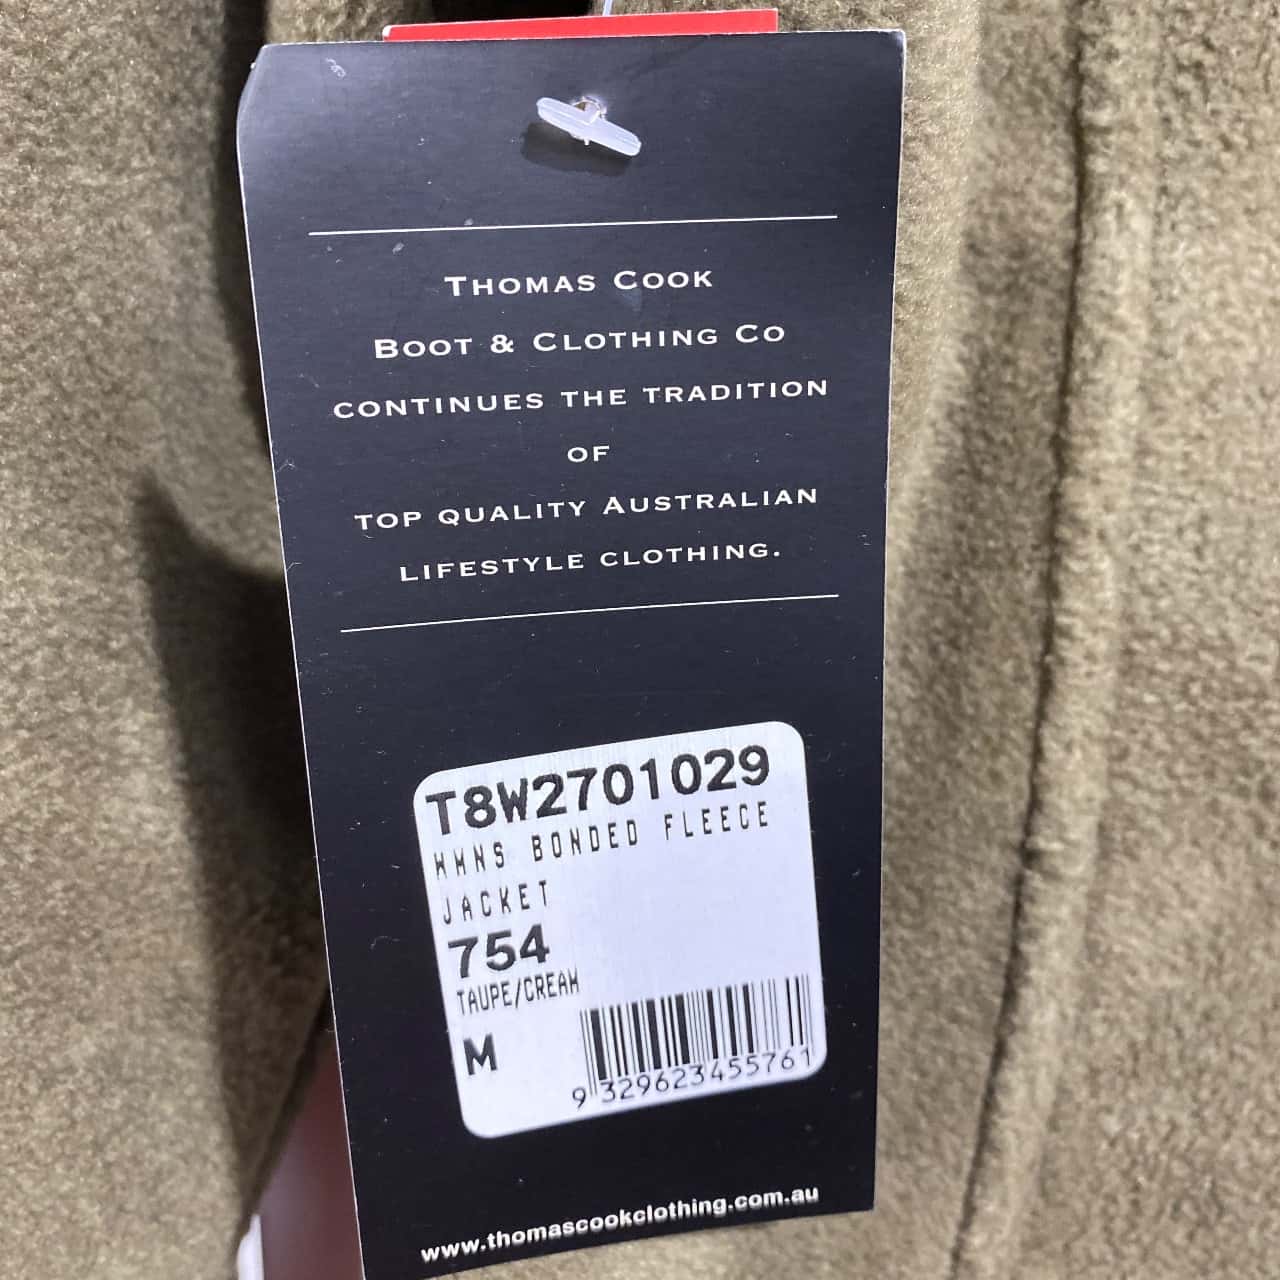 THOMAS COOK
BOOT & CLOTHING CO
CONTINUES THE TRADITION
OF
TOP QUALITY AUSTRALIAN
LIFESTYLE CLOTHING.
T8W2701029
WMNS BONDED FLEECE
JACKET
754
TAUPE/CREAM
M
9 329623 455761
www.thomascookclothing.com.au